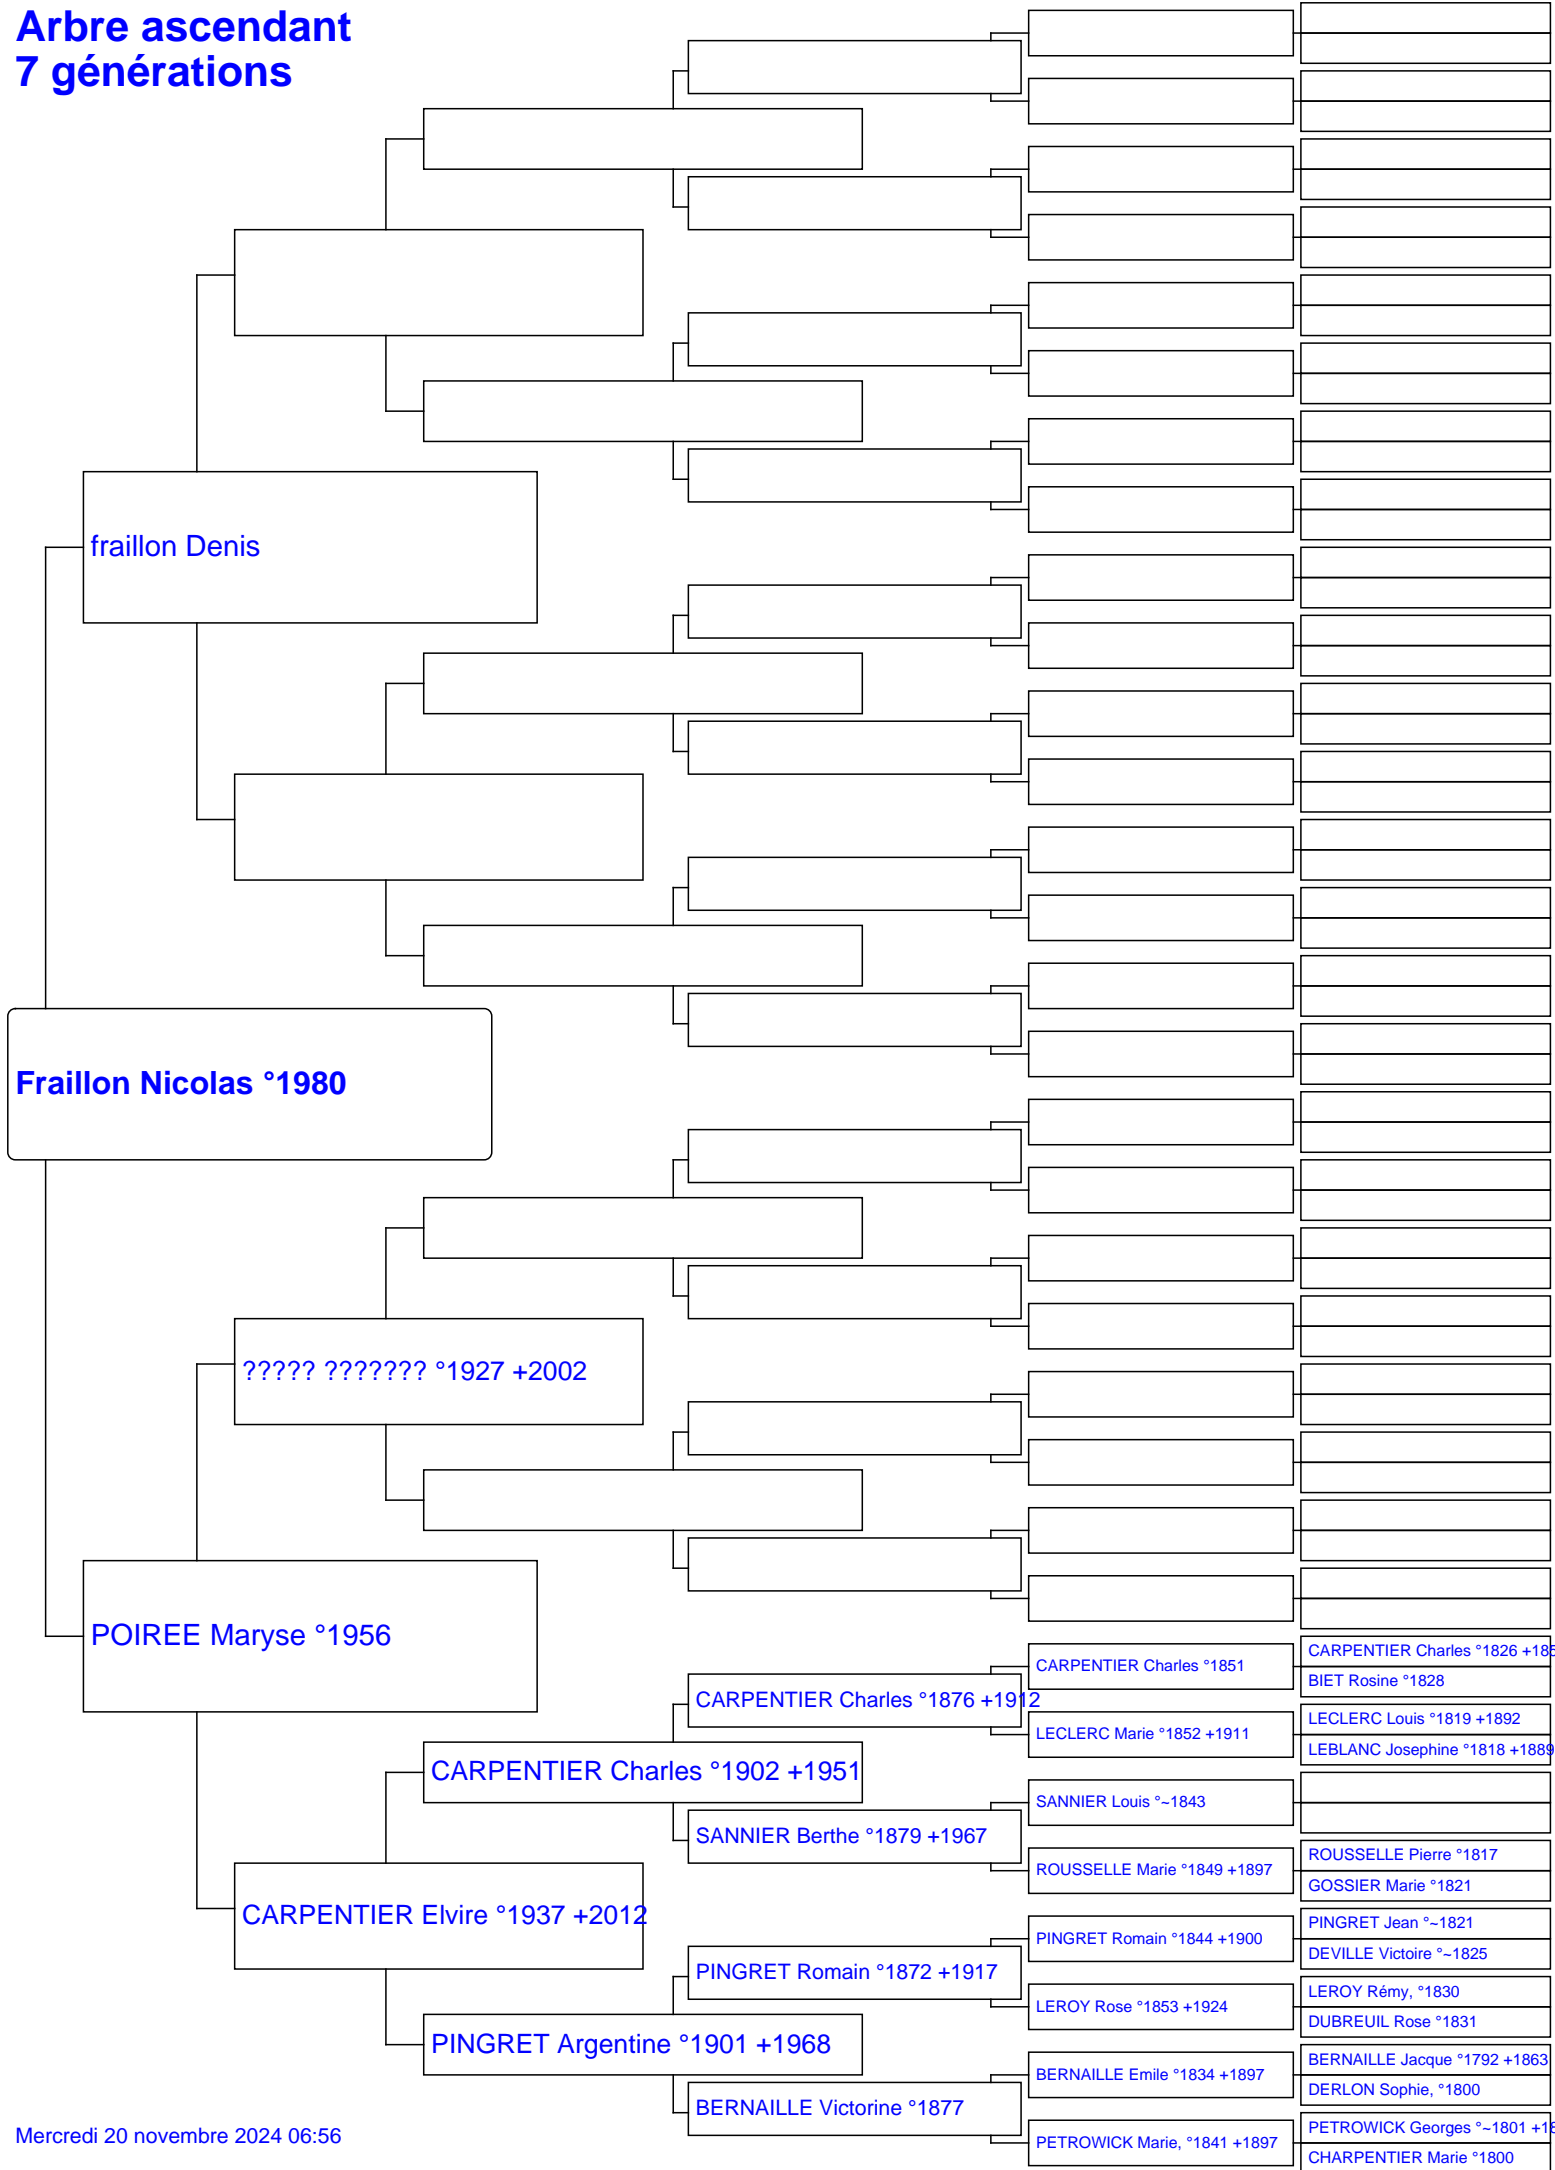 Arbre ascendant
7 générations
fraillon Denis
Fraillon Nicolas °1980
????? ??????? °1927 +2002
POIREE Maryse °1956
CARPENTIER Charles °1826 +185
CARPENTIER Charles °1851
BIET Rosine °1828
CARPENTIER Charles °1876 +1912
LECLERC Louis °1819 +1892
LECLERC Marie °1852 +1911
LEBLANC Josephine °1818 +1889
CARPENTIER Charles °1902 +1951
SANNIER Louis °~1843
SANNIER Berthe °1879 +1967
ROUSSELLE Pierre °1817
ROUSSELLE Marie °1849 +1897
GOSSIER Marie °1821
CARPENTIER Elvire °1937 +2012
PINGRET Jean °~1821
PINGRET Romain °1844 +1900
DEVILLE Victoire °~1825
PINGRET Romain °1872 +1917
LEROY Rémy, °1830
LEROY Rose °1853 +1924
DUBREUIL Rose °1831
PINGRET Argentine °1901 +1968
BERNAILLE Jacque °1792 +1863
BERNAILLE Emile °1834 +1897
DERLON Sophie, °1800
BERNAILLE Victorine °1877
PETROWICK Georges °~1801 +18
PETROWICK Marie, °1841 +1897
CHARPENTIER Marie °1800
Mercredi 20 novembre 2024 06:56